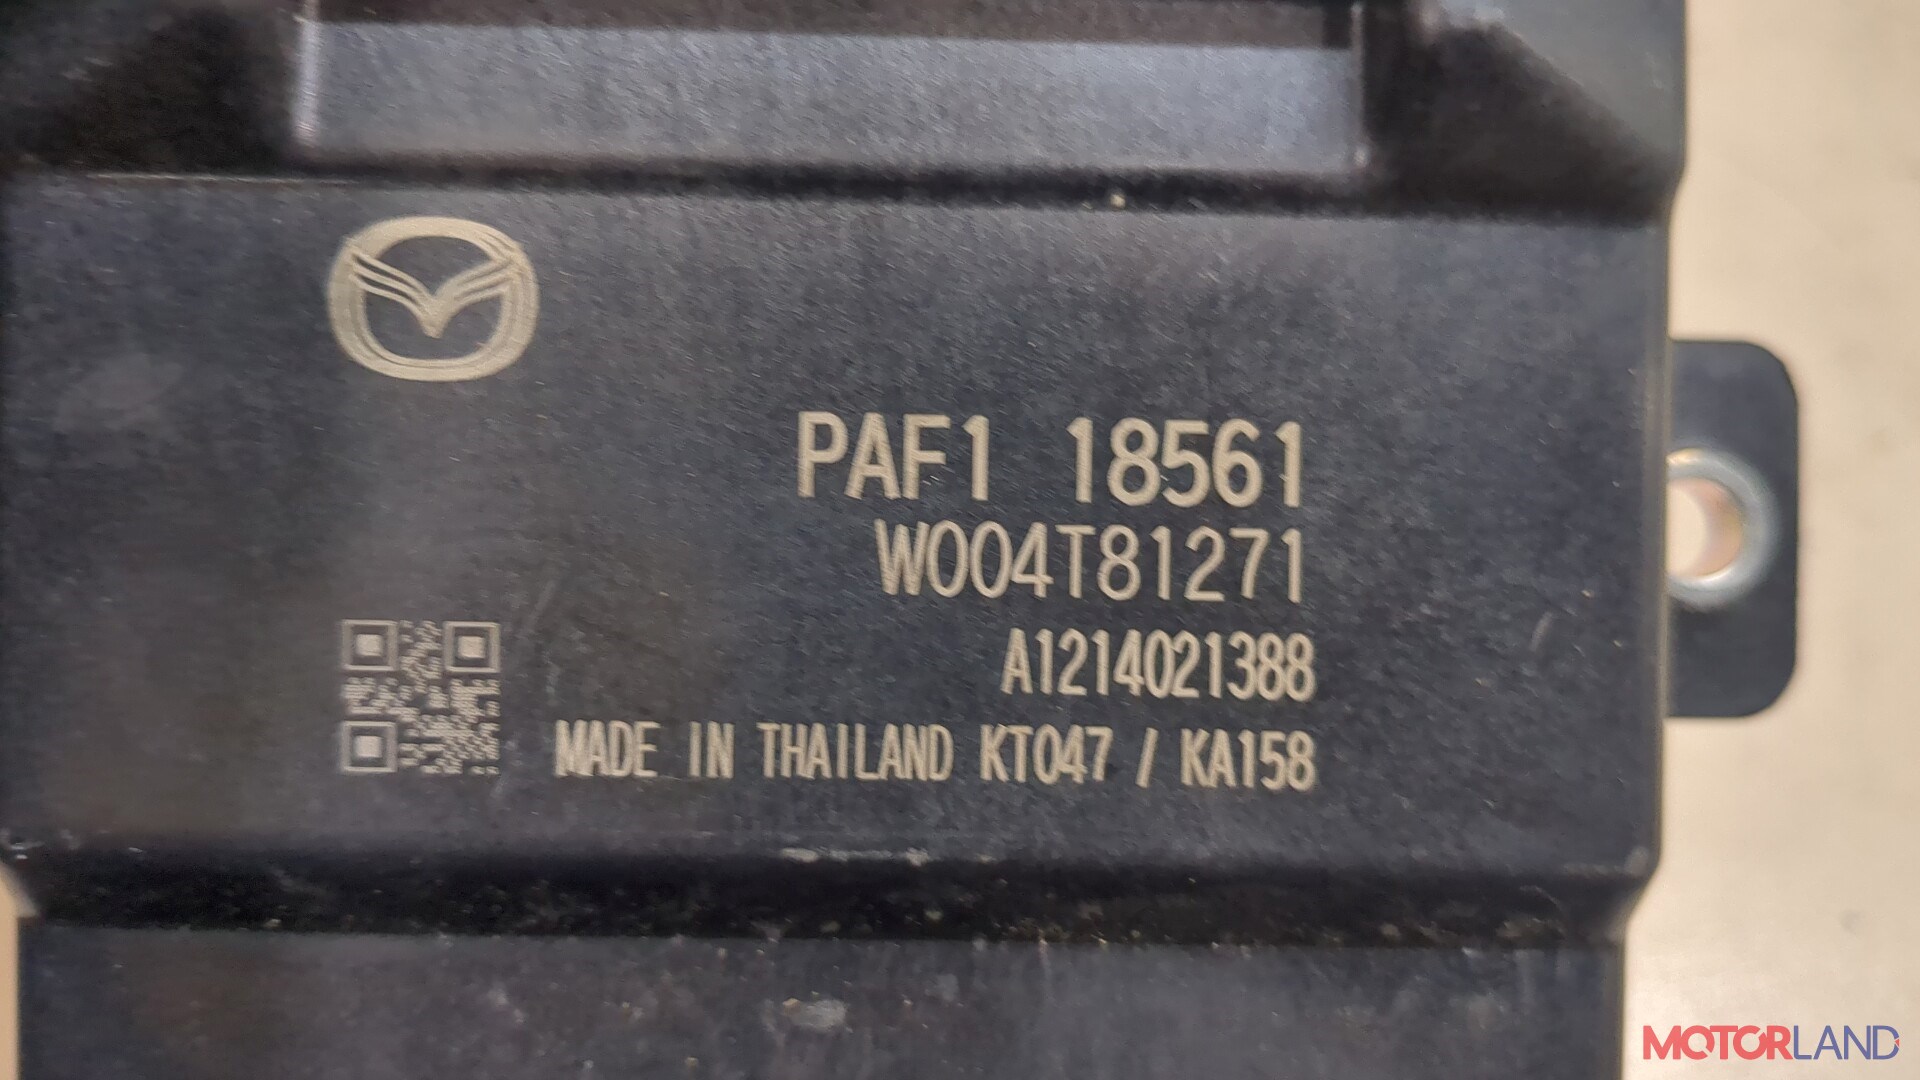 PAF1 18561
W004T81271
A1214021388
MADE IN THAILAND KT047 / KA158
MOTORLAND